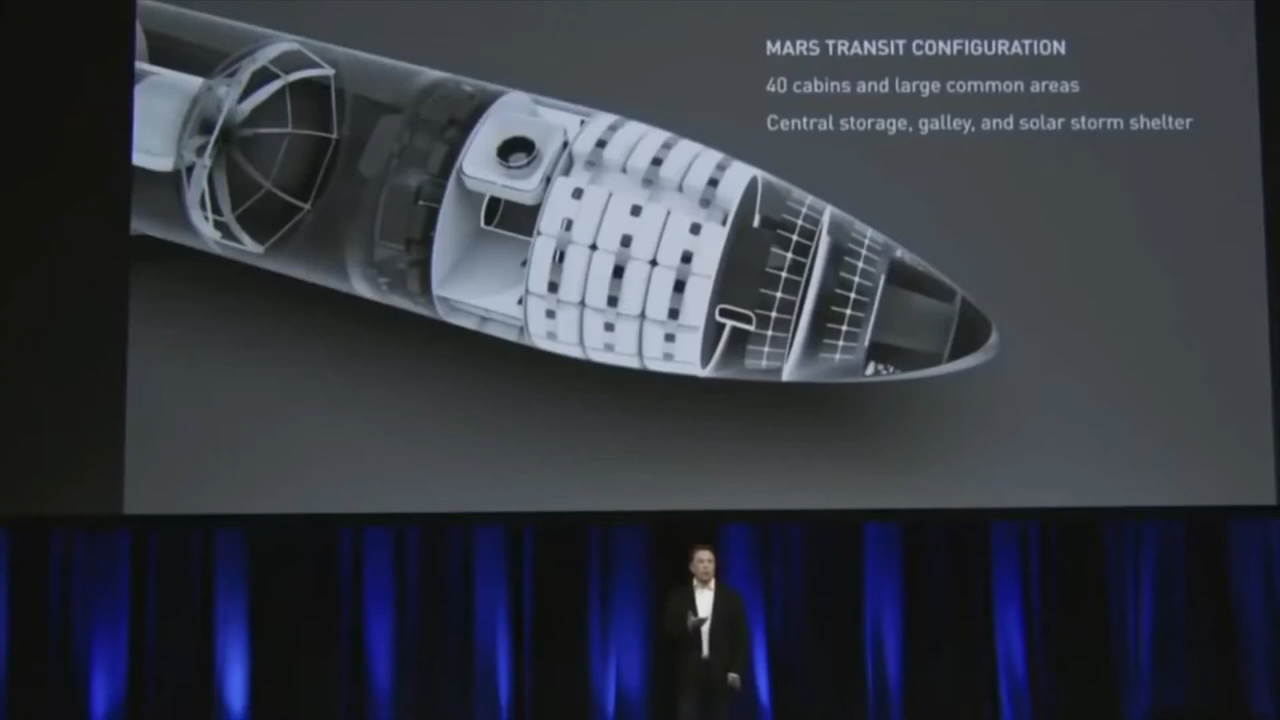 MARS TRANSIT CONFIGURATION
40 cabins and large common areas
Central storage, galley, and solar storm shelter